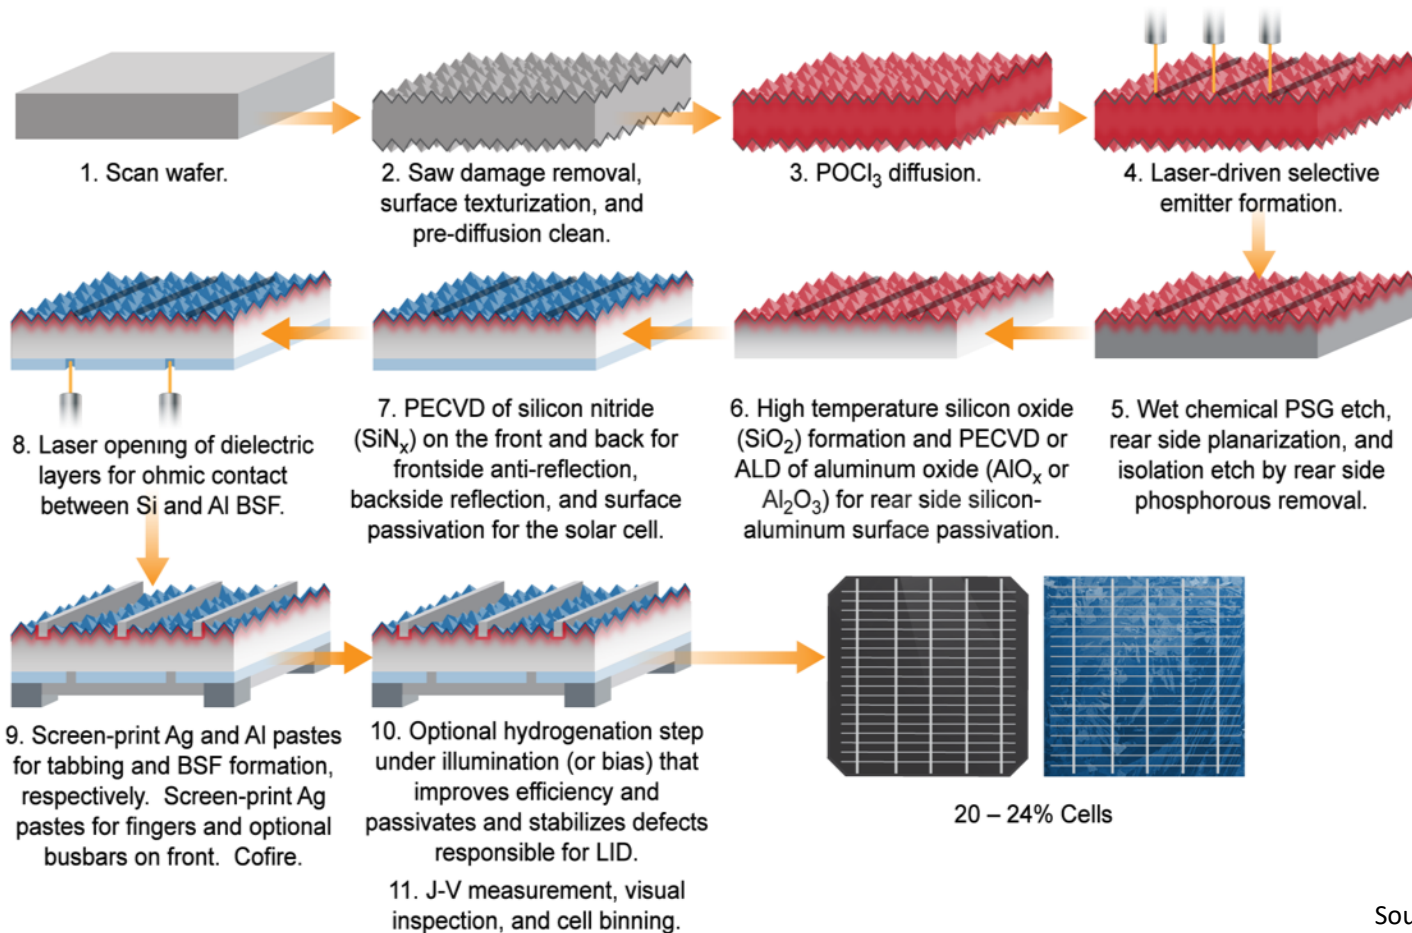 1. Scan wafer.
2. Saw damage removal,
surface texturization, and
pre-diffusion clean.
3. POCl₃ diffusion.
4. Laser-driven selective
emitter formation.
5. Wet chemical PSG etch,
rear side planarization, and
isolation etch by rear side
phosphorous removal.
6. High temperature silicon oxide
(SiO₂) formation and PECVD or
ALD of aluminum oxide (AlOₓ or
Al₂O₃) for rear side silicon-
aluminum surface passivation.
7. PECVD of silicon nitride
(SiNₓ) on the front and back for
frontside anti-reflection,
backside reflection, and surface
passivation for the solar cell.
8. Laser opening of dielectric
layers for ohmic contact
between Si and Al BSF.
9. Screen-print Ag and Al pastes
for tabbing and BSF formation,
respectively. Screen-print Ag
pastes for fingers and optional
busbars on front. Cofire.
10. Optional hydrogenation step
under illumination (or bias) that
improves efficiency and
passivates and stabilizes defects
responsible for LID.
11. J-V measurement, visual
inspection, and cell binning.
20 – 24% Cells
Sou